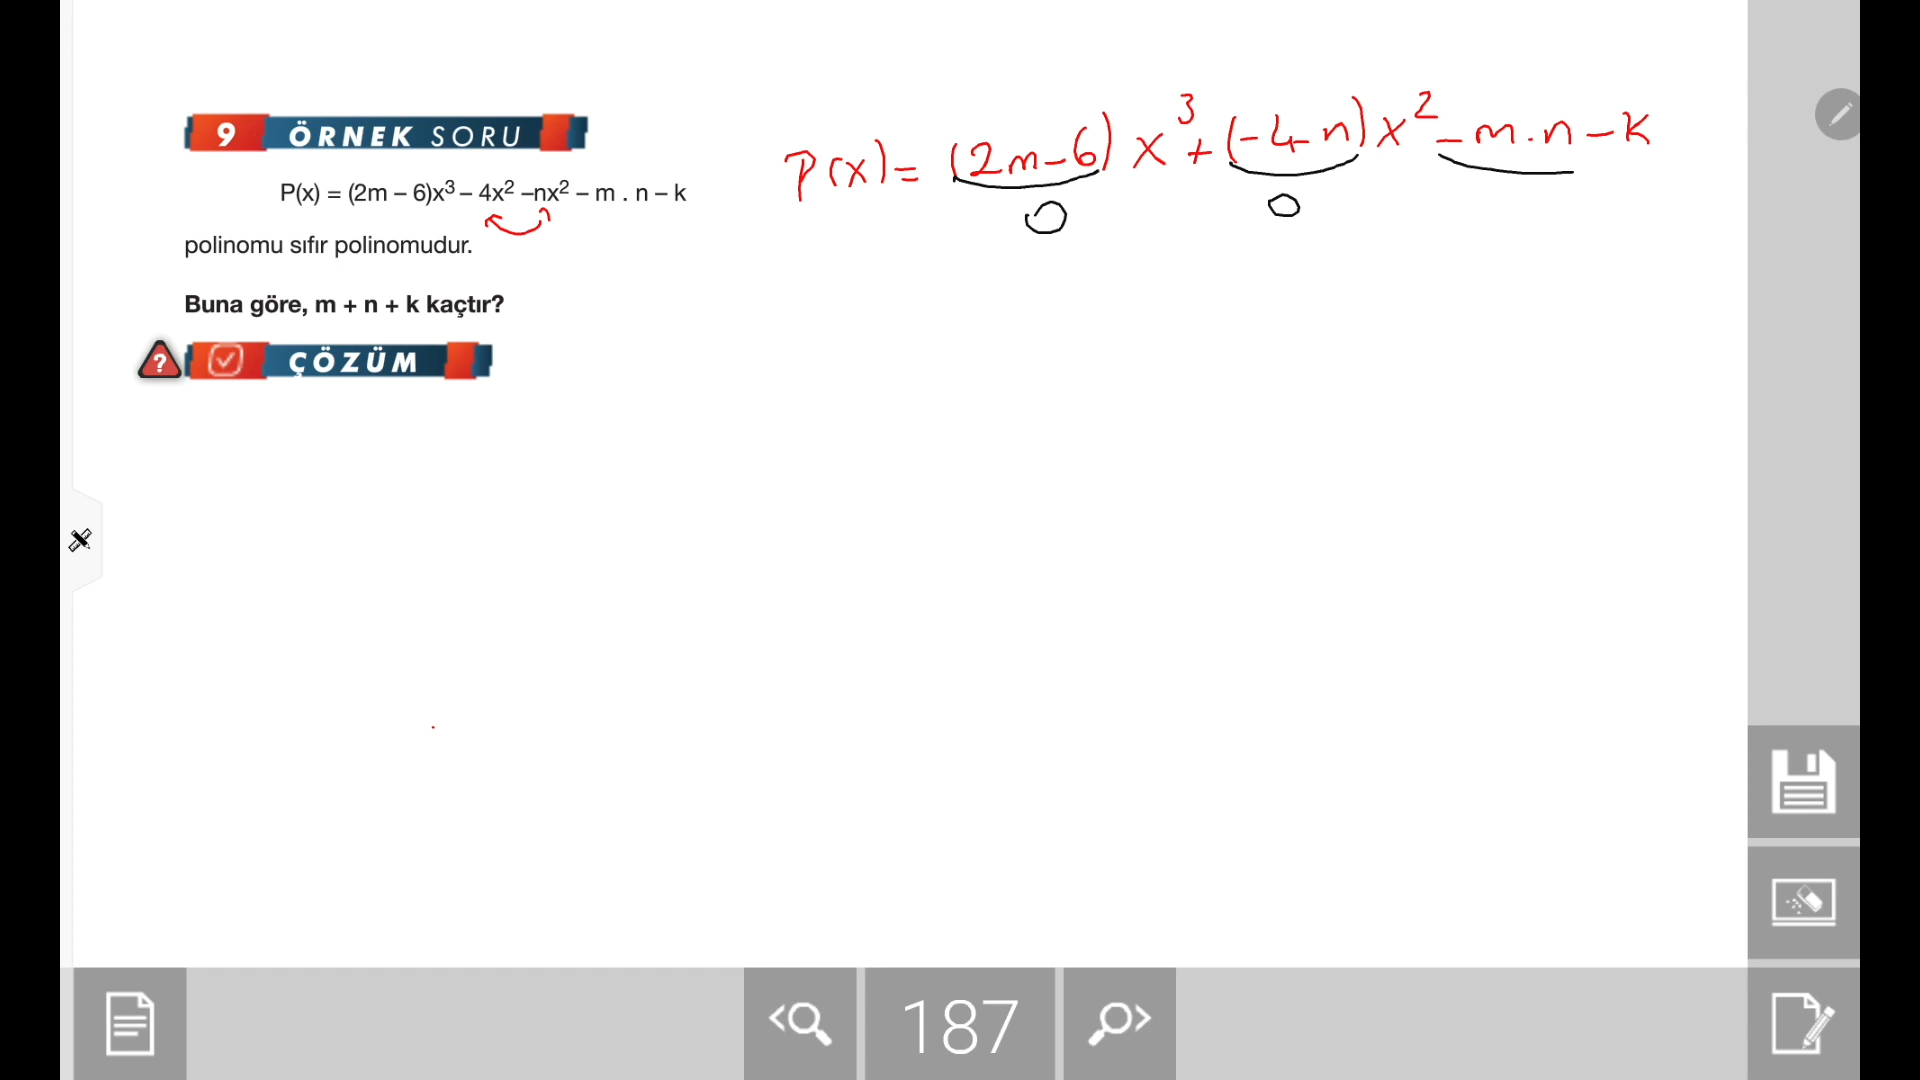 9 ÖRNEK SORU
P(x) = (2m – 6)x³ – 4x² –nx² – m . n – k
polinomu sıfır polinomudur.
Buna göre, m + n + k kaçtır?
? ÇÖZÜM
P(x) = (2m – 6) x³ + (–4–n) x² – m . n – k
0 0
187